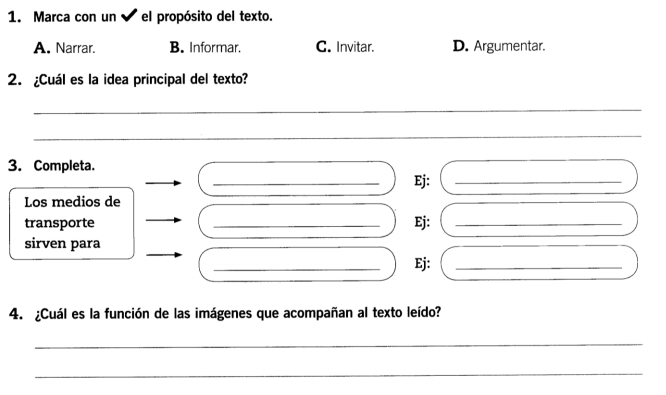 1. Marca con un ✔ el propósito del texto.
A. Narrar. B. Informar. C. Invitar. D. Argumentar.
2. ¿Cuál es la idea principal del texto?
3. Completa.
Los medios de
transporte
sirven para
Ej:
Ej:
Ej:
4. ¿Cuál es la función de las imágenes que acompañan al texto leído?